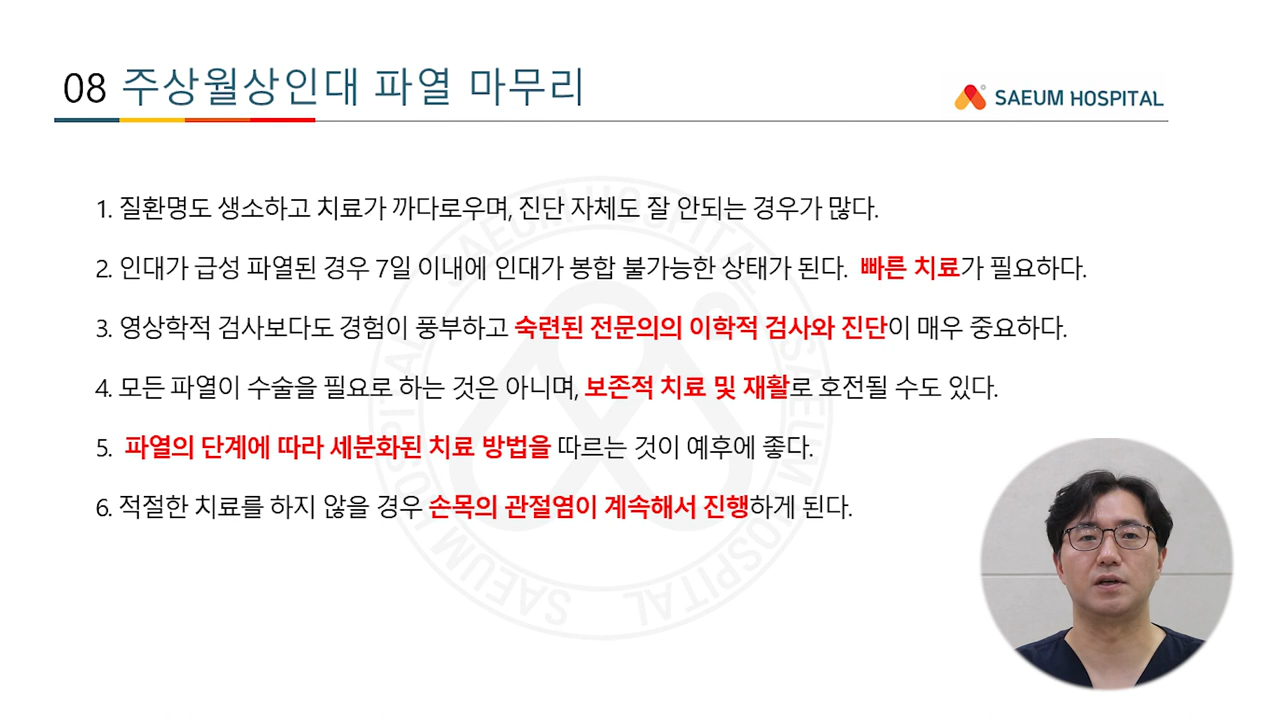 08 주상월상인대 파열 마무리
SAEUM HOSPITAL
1. 질환명도 생소하고 치료가 까다로우며, 진단 자체도 잘 안되는 경우가 많다.
2. 인대가 급성 파열된 경우 7일 이내에 인대가 봉합 불가능한 상태가 된다. 빠른 치료가 필요하다.
3. 영상학적 검사보다도 경험이 풍부하고 숙련된 전문의의 이학적 검사와 진단이 매우 중요하다.
4. 모든 파열이 수술을 필요로 하는 것은 아니며, 보존적 치료 및 재활로 호전될 수도 있다.
5. 파열의 단계에 따라 세분화된 치료 방법을 따르는 것이 예후에 좋다.
6. 적절한 치료를 하지 않을 경우 손목의 관절염이 계속해서 진행하게 된다.
SAEUM HOSPITAL
SAEUM HOSPITAL
SAEUM HOSPITAL